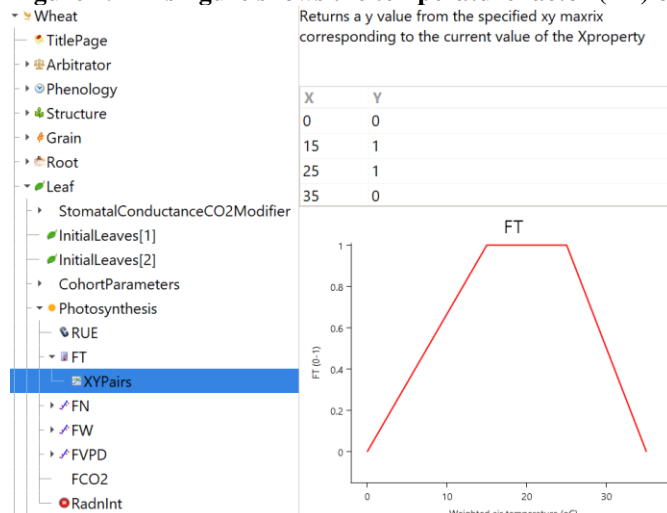 Wheat
TitlePage
Arbitrator
Phenology
Structure
Grain
Root
Leaf
StomatalConductanceCO2Modifier
InitialLeaves[1]
InitialLeaves[2]
CohortParameters
Photosynthesis
RUE
FT
XYPairs
FN
FW
FVPD
FCO2
RadnInt
Returns a y value from the specified xy maxrix
corresponding to the current value of the Xproperty
X Y
0 0
15 1
25 1
35 0
FT
FT (0-1)
1
0.8
0.6
0.4
0.2
0
0 10 20 30